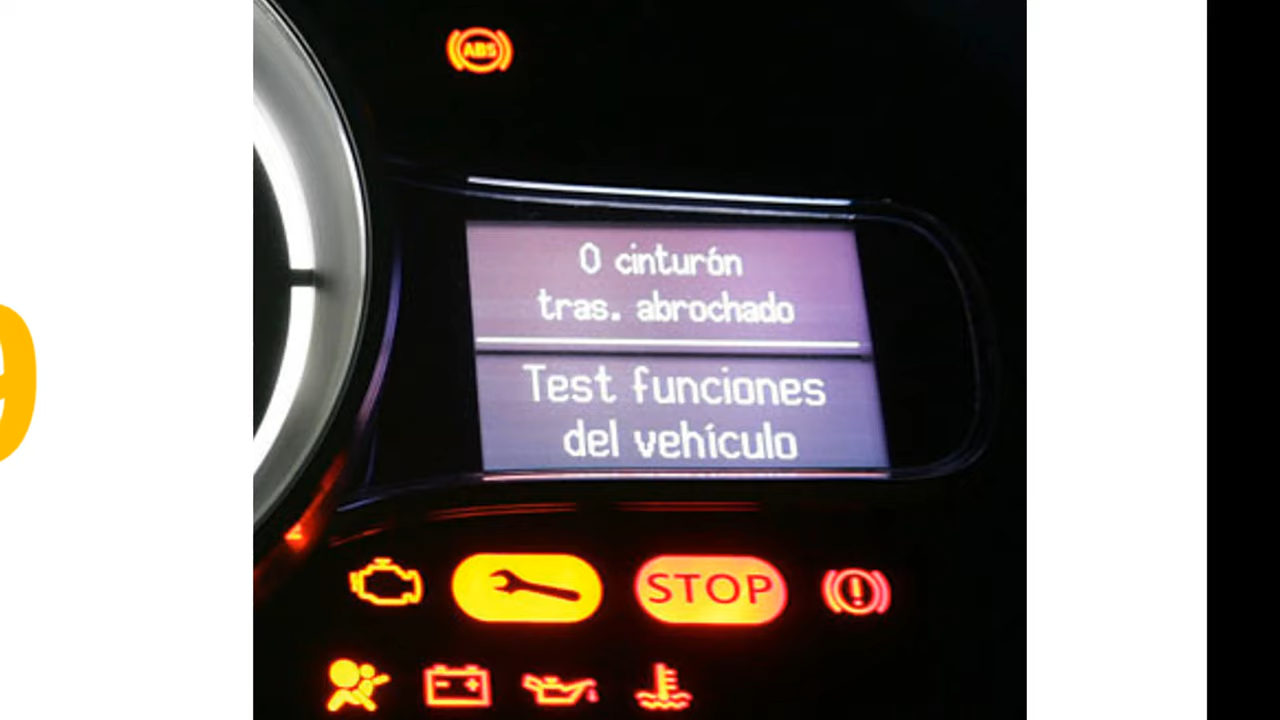 ABS
0 cinturón
tras. abrochado
Test funciones
del vehículo
STOP